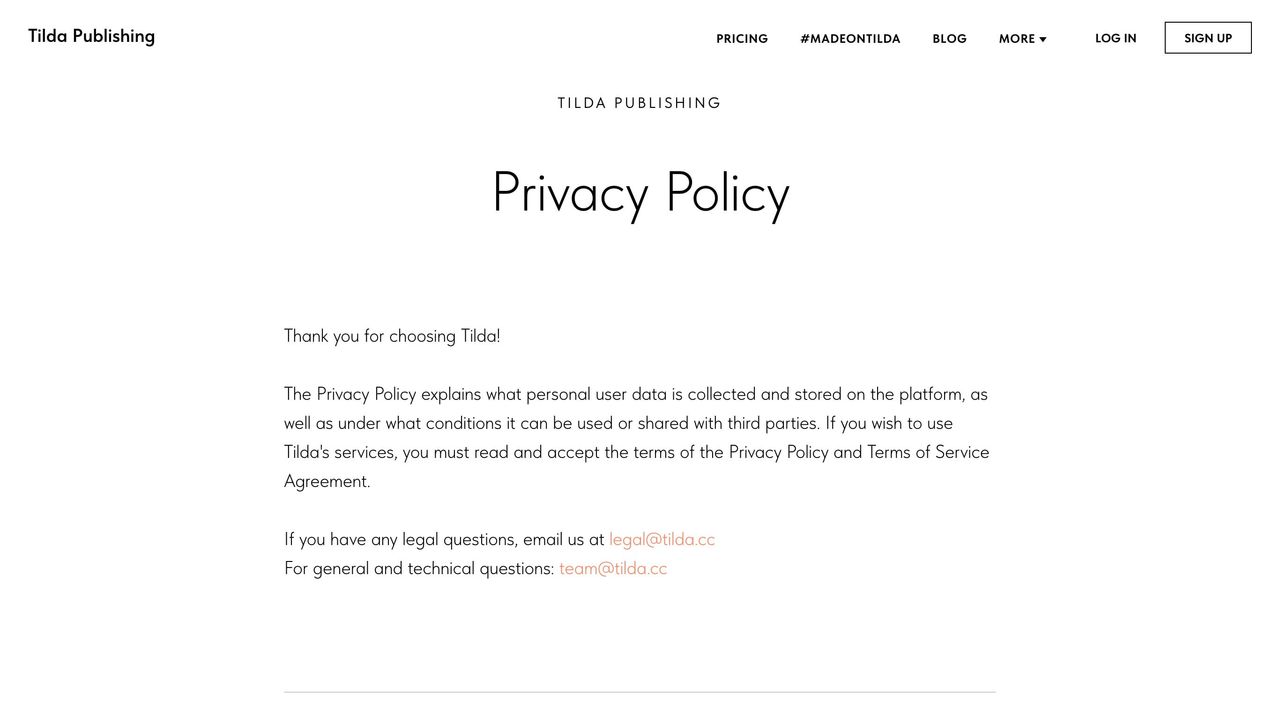 Tilda Publishing
PRICING
#MADEONTILDA
BLOG
MORE
LOG IN
SIGN UP
TILDA PUBLISHING
Privacy Policy
Thank you for choosing Tilda!
The Privacy Policy explains what personal user data is collected and stored on the platform, as
well as under what conditions it can be used or shared with third parties. If you wish to use
Tilda's services, you must read and accept the terms of the Privacy Policy and Terms of Service
Agreement.
If you have any legal questions, email us at legal@tilda.cc
For general and technical questions: team@tilda.cc